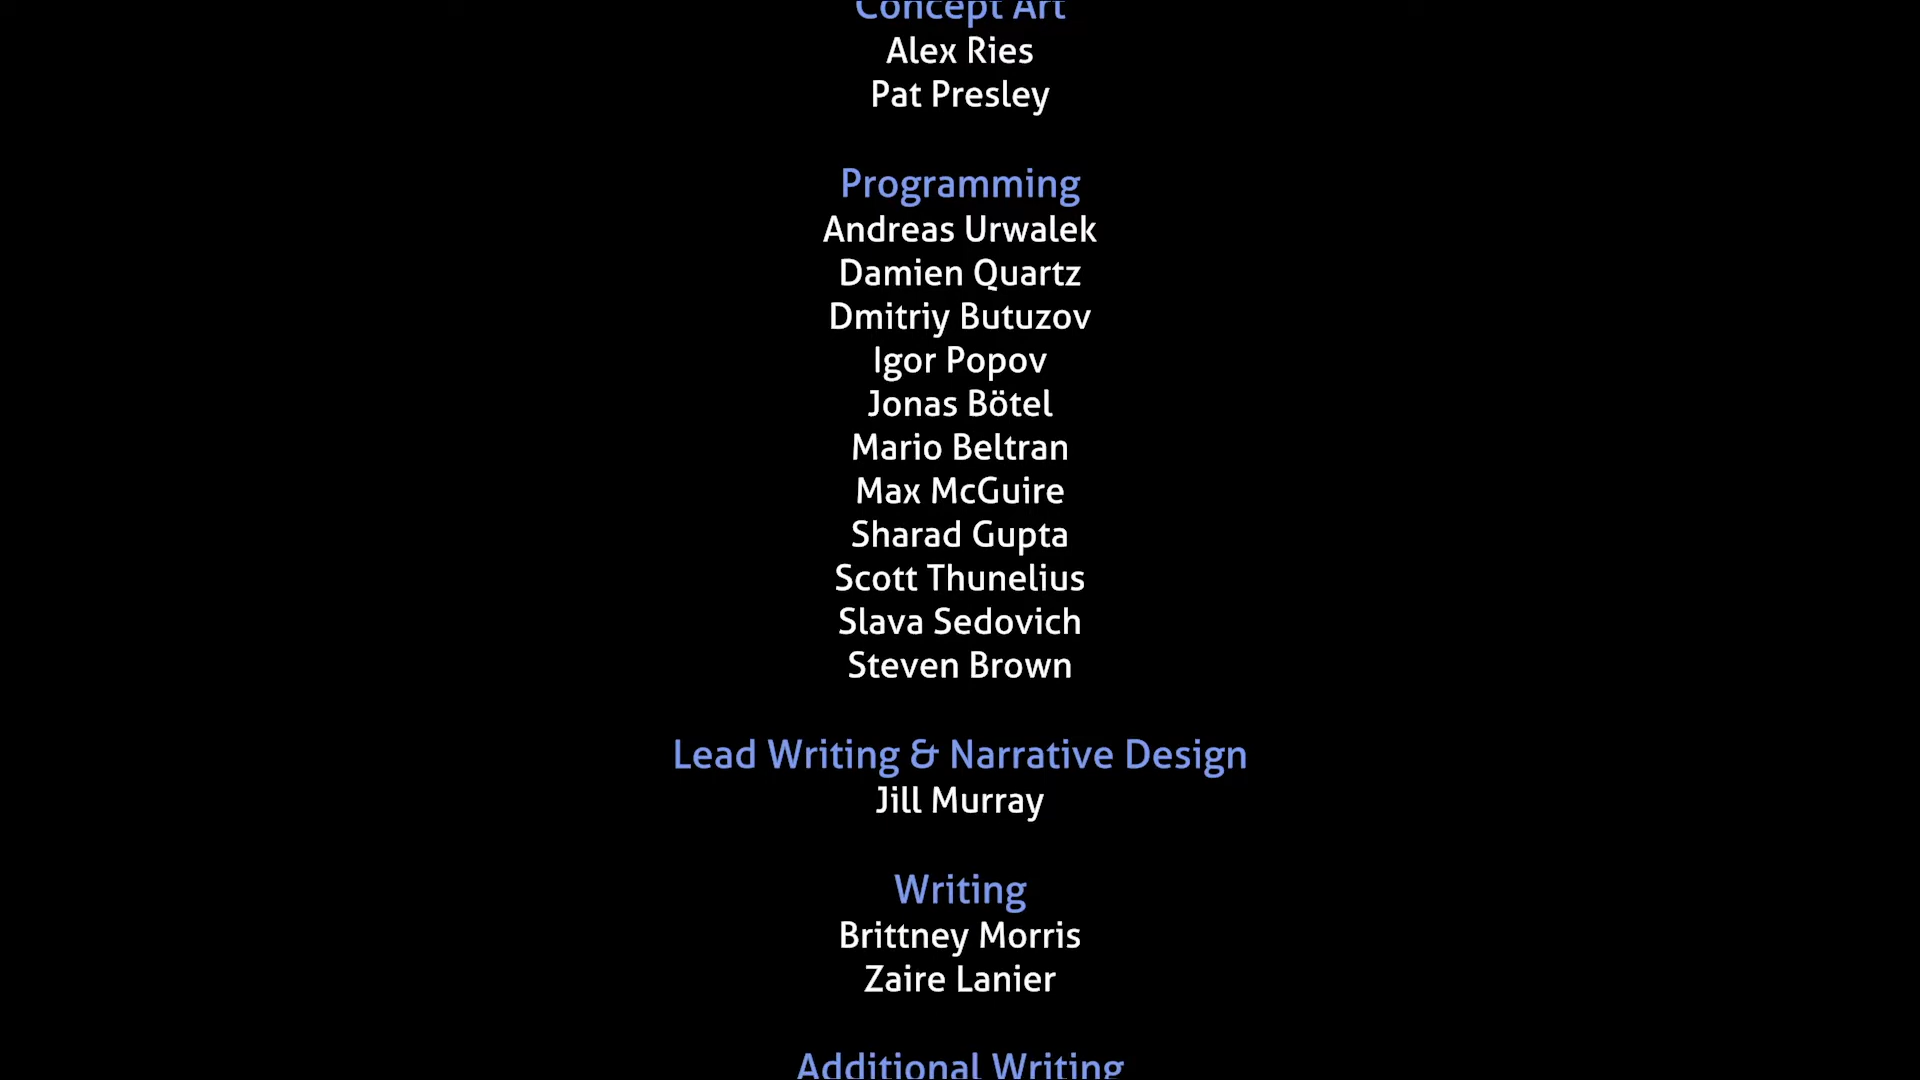 Concept Art
Alex Ries
Pat Presley
Programming
Andreas Urwalek
Damien Quartz
Dmitriy Butuzov
Igor Popov
Jonas Bötel
Mario Beltran
Max McGuire
Sharad Gupta
Scott Thunelius
Slava Sedovich
Steven Brown
Lead Writing & Narrative Design
Jill Murray
Writing
Brittney Morris
Zaire Lanier
Additional Writing